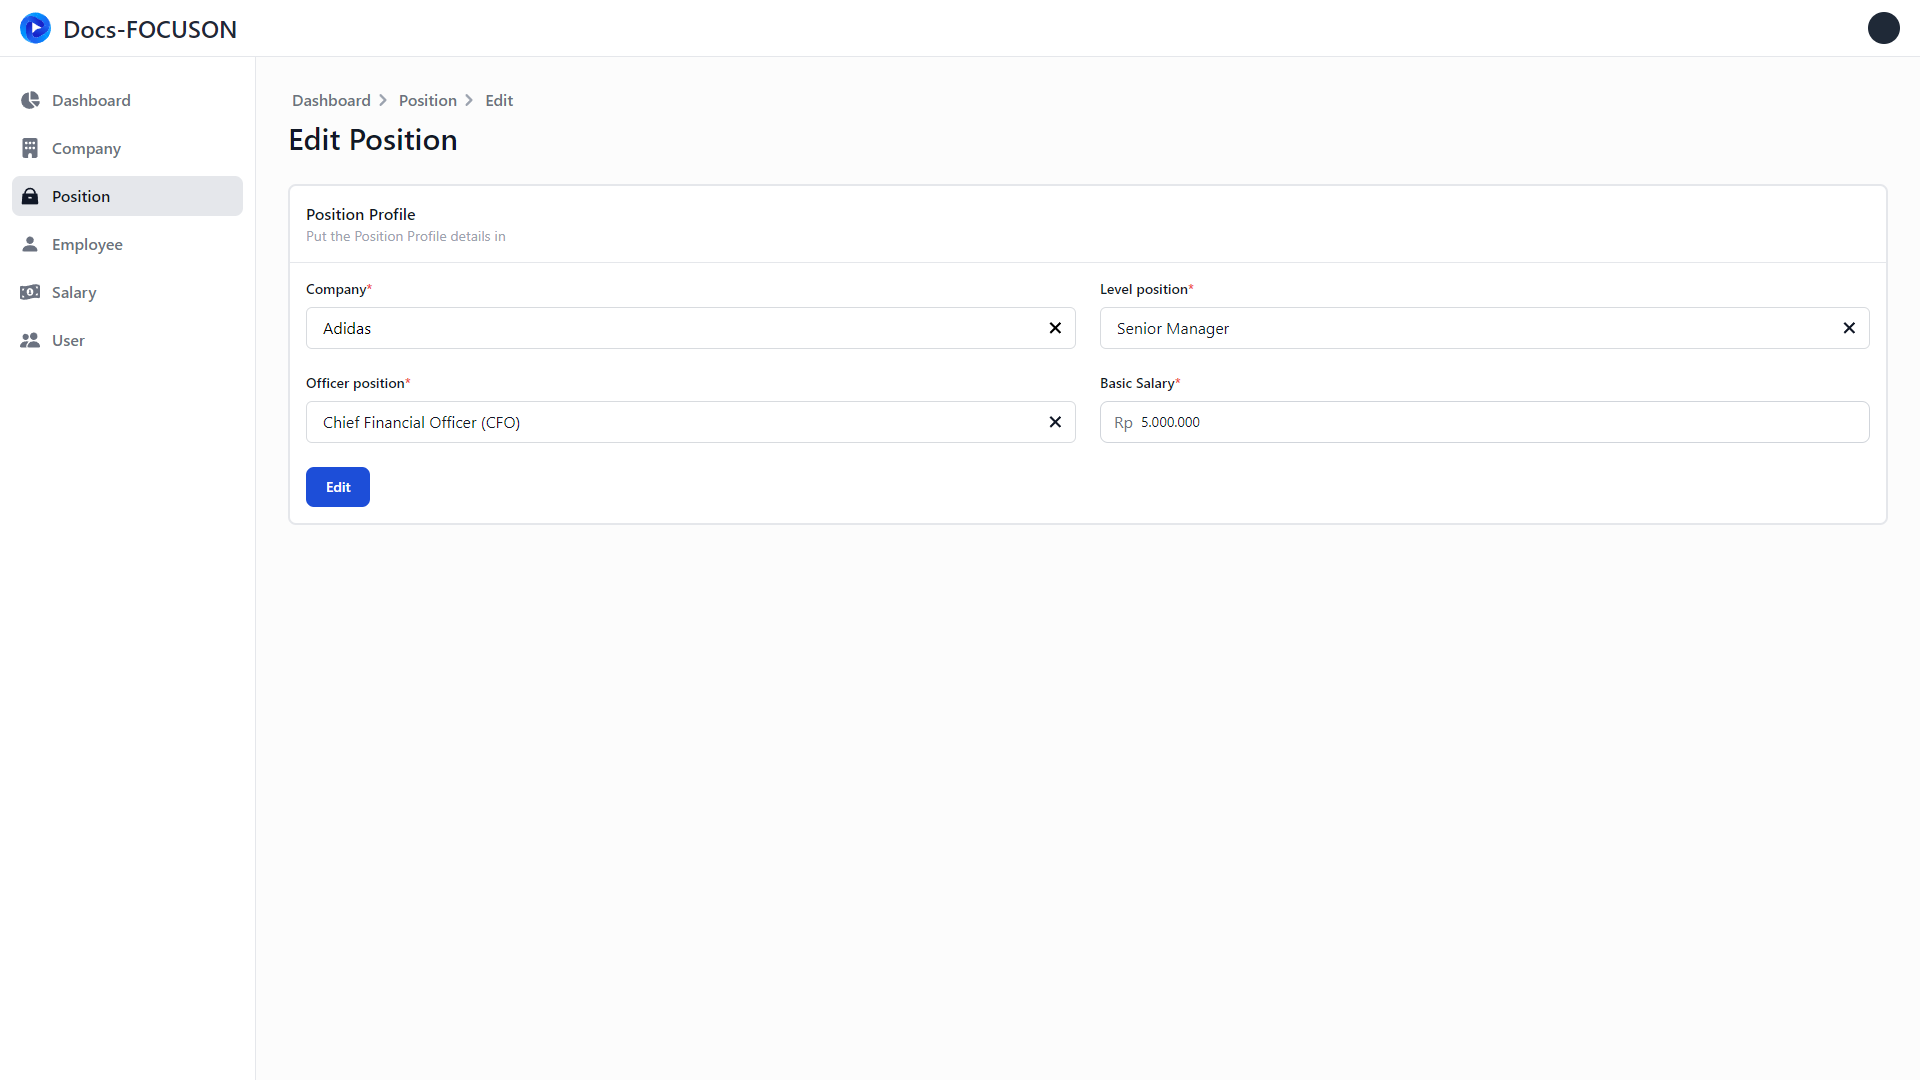 Docs-FOCUSON
Dashboard
Company
Position
Employee
Salary
User
Dashboard Position Edit
Edit Position
Position Profile
Put the Position Profile details in
Company*
Level position*
Adidas
Senior Manager
Officer position*
Basic Salary*
Chief Financial Officer (CFO)
Rp 5.000.000
Edit